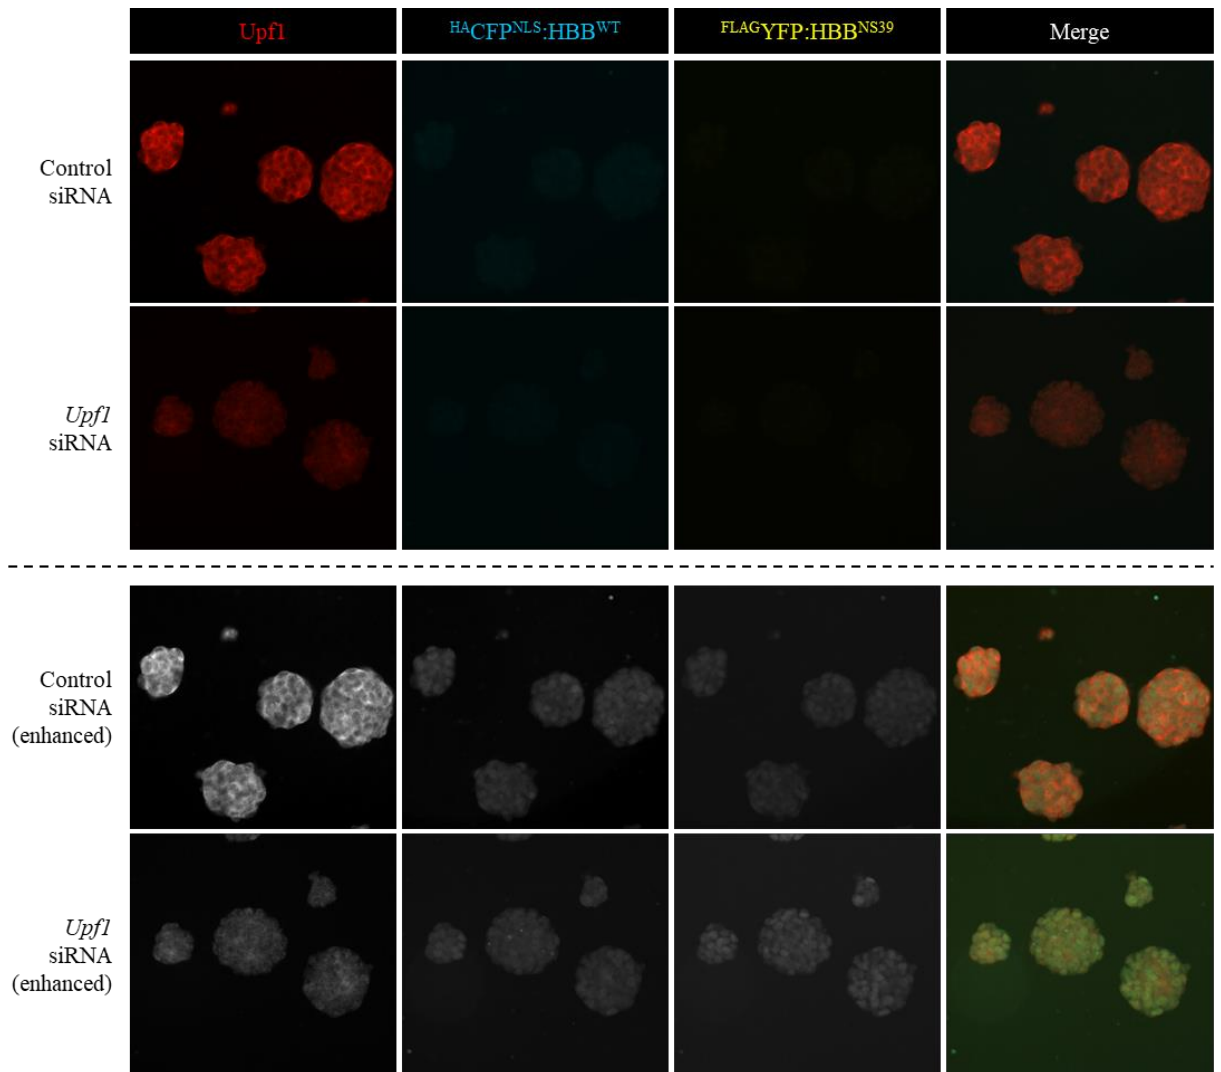 Upf1 HACFPNLS:HBBWT FLAGYFP:HBBNS39 Merge
Control
siRNA
Upf1
siRNA
Control
siRNA
(enhanced)
Upf1
siRNA
(enhanced)